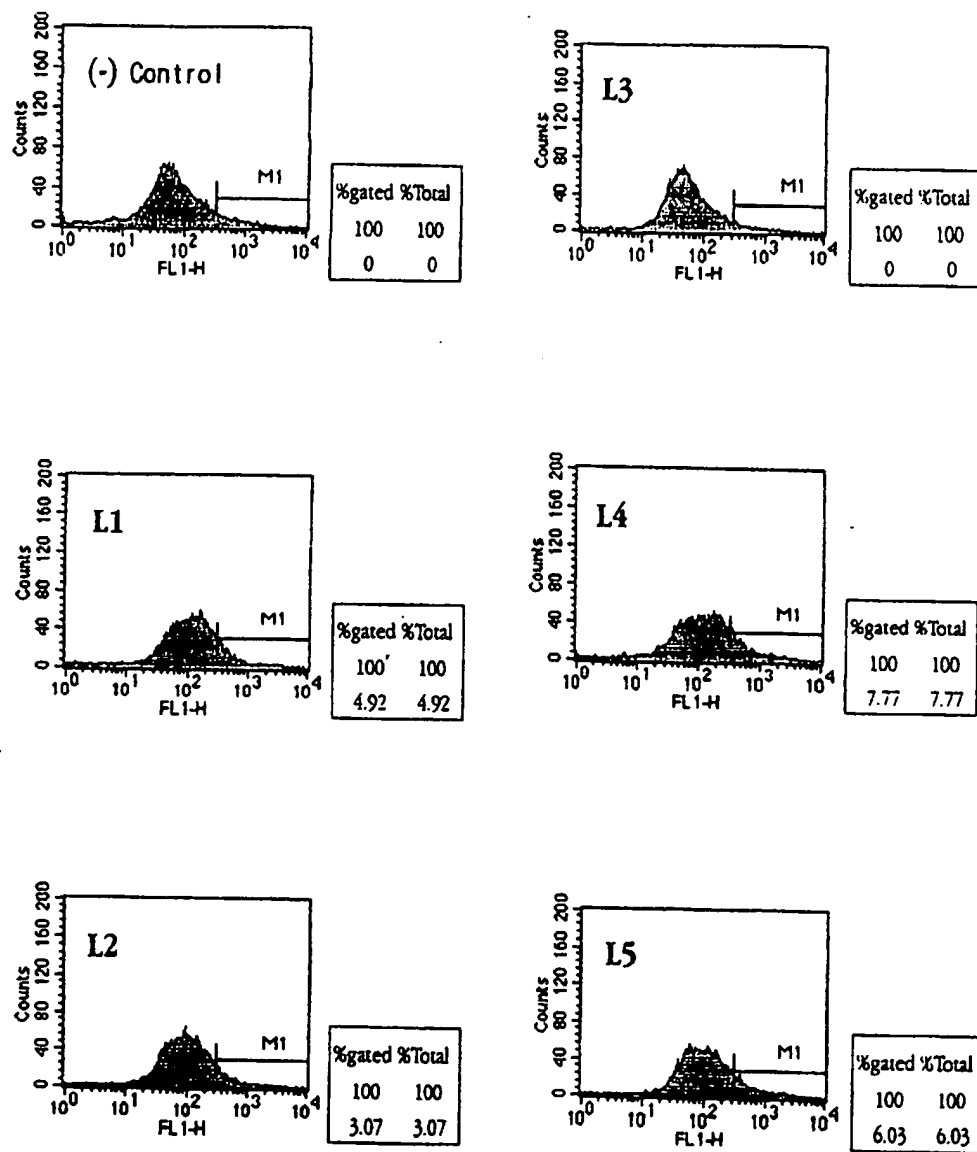 200
160
120
80
40
0
Counts
(-) Control
M1
10^0 10^1 10^2 10^3 10^4
FL1-H
%gated %Total
100 100
0 0
200
160
120
80
40
0
Counts
L3
M1
10^0 10^1 10^2 10^3 10^4
FL1-H
%gated %Total
100 100
0 0
200
160
120
80
40
0
Counts
L1
M1
10^0 10^1 10^2 10^3 10^4
FL1-H
%gated %Total
100 100
4.92 4.92
200
160
120
80
40
0
Counts
L4
M1
10^0 10^1 10^2 10^3 10^4
FL1-H
%gated %Total
100 100
7.77 7.77
200
160
120
80
40
0
Counts
L2
M1
10^0 10^1 10^2 10^3 10^4
FL1-H
%gated %Total
100 100
3.07 3.07
200
160
120
80
40
0
Counts
L5
M1
10^0 10^1 10^2 10^3 10^4
FL1-H
%gated %Total
100 100
6.03 6.03